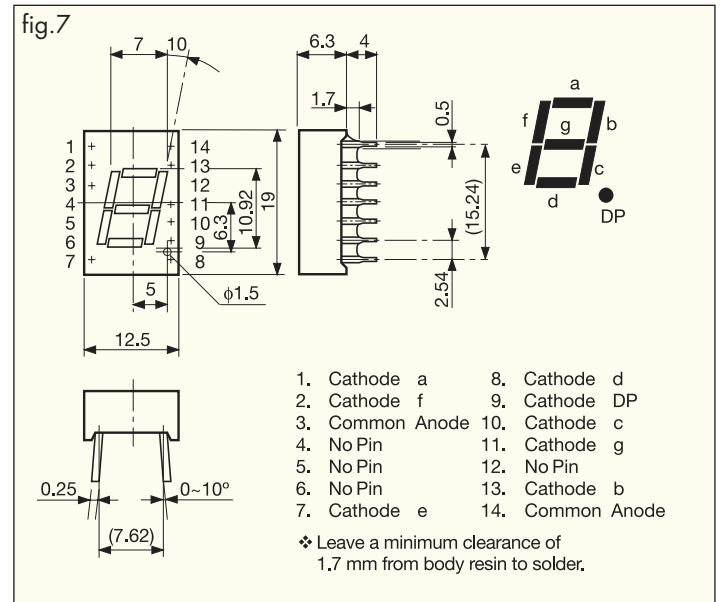 fig.7
7 10 6.3 4
1.7
0.5
1 14
2 13
3 12
4 11
5 10
6 9
7 8
6.3
10.92
19
(15.24)
2.54
5
φ1.5
12.5
a
f b
g
e c
d
DP
0.25 0~10°
(7.62)
1. Cathode a 8. Cathode d
2. Cathode f 9. Cathode DP
3. Common Anode 10. Cathode c
4. No Pin 11. Cathode g
5. No Pin 12. No Pin
6. No Pin 13. Cathode b
7. Cathode e 14. Common Anode
❖ Leave a minimum clearance of
1.7 mm from body resin to solder.